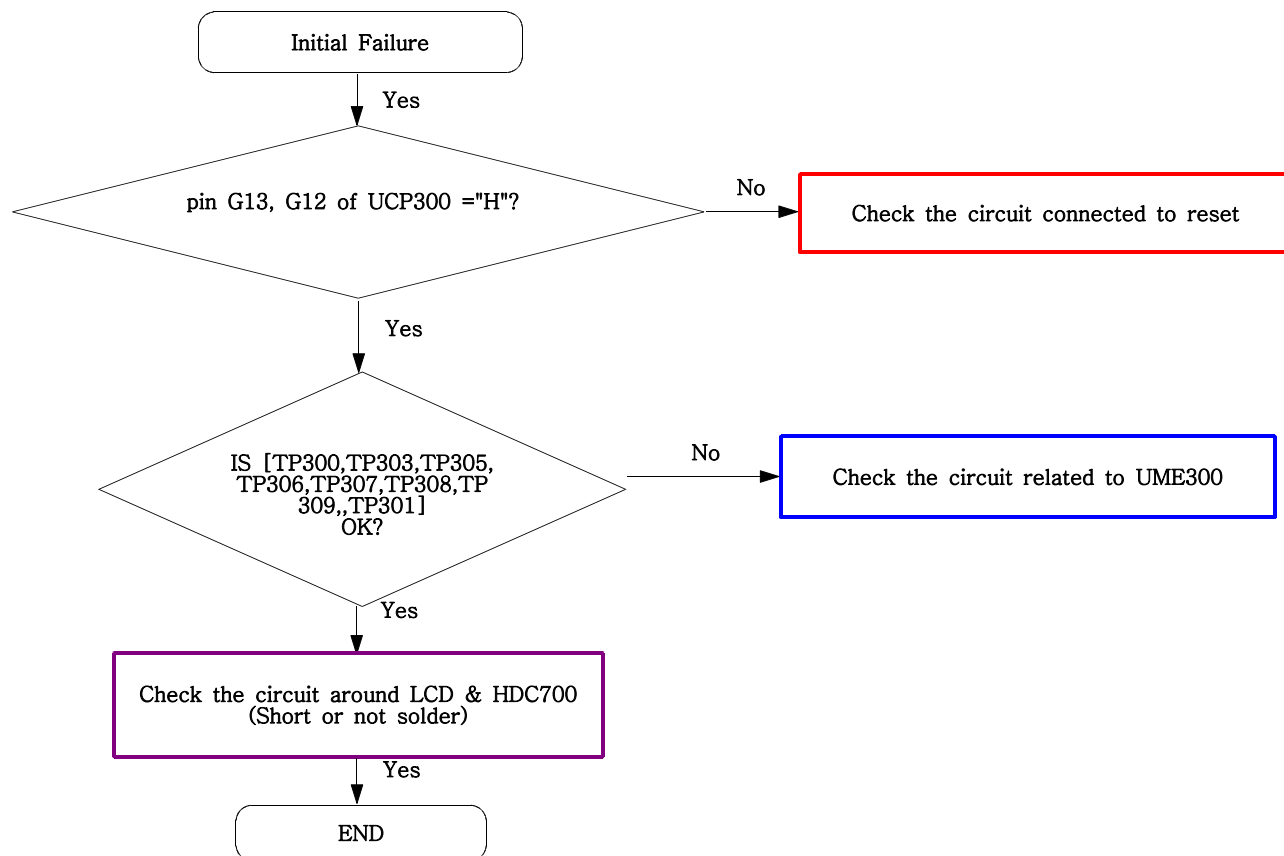 Initial Failure
Yes
pin G13, G12 of UCP300 ="H"?
No
Check the circuit connected to reset
Yes
IS [TP300,TP303,TP305,
TP306,TP307,TP308,TP
309,,TP301]
OK?
No
Check the circuit related to UME300
Yes
Check the circuit around LCD & HDC700
(Short or not solder)
Yes
END